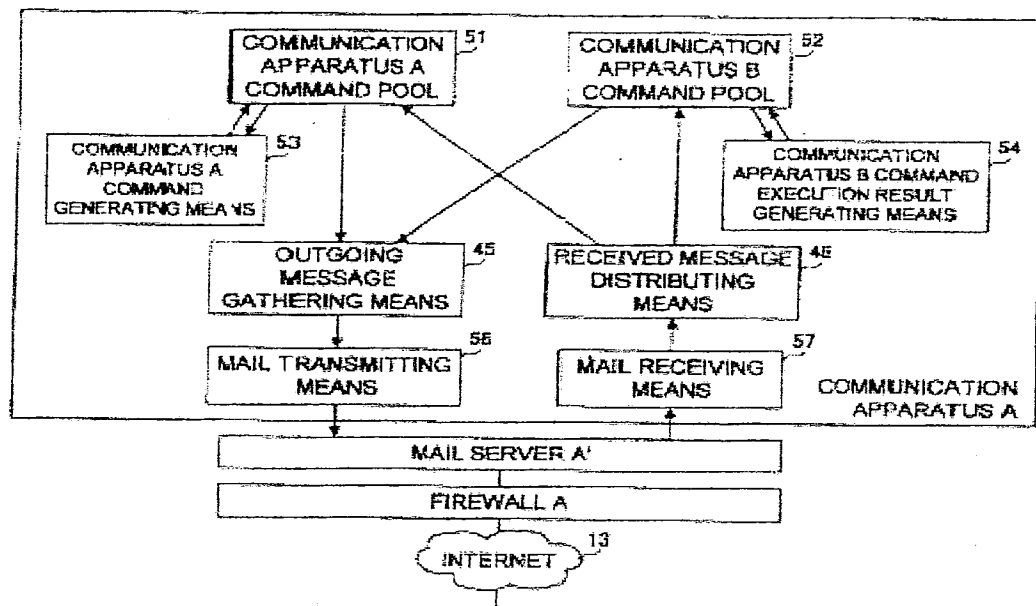 COMMUNICATION
APPARATUS A
COMMAND POOL
51
COMMUNICATION
APPARATUS B
COMMAND POOL
52
COMMUNICATION
APPARATUS A
COMMAND
GENERATING MEANS
53
COMMUNICATION
APPARATUS B COMMAND
EXECUTION RESULT
GENERATING MEANS
54
OUTGOING
MESSAGE
GATHERING MEANS
45
RECEIVED MESSAGE
DISTRIBUTING
MEANS
46
MAIL TRANSMITTING
MEANS
56
MAIL RECEIVING
MEANS
57
COMMUNICATION
APPARATUS A
MAIL SERVER A'
FIREWALL A
INTERNET
13